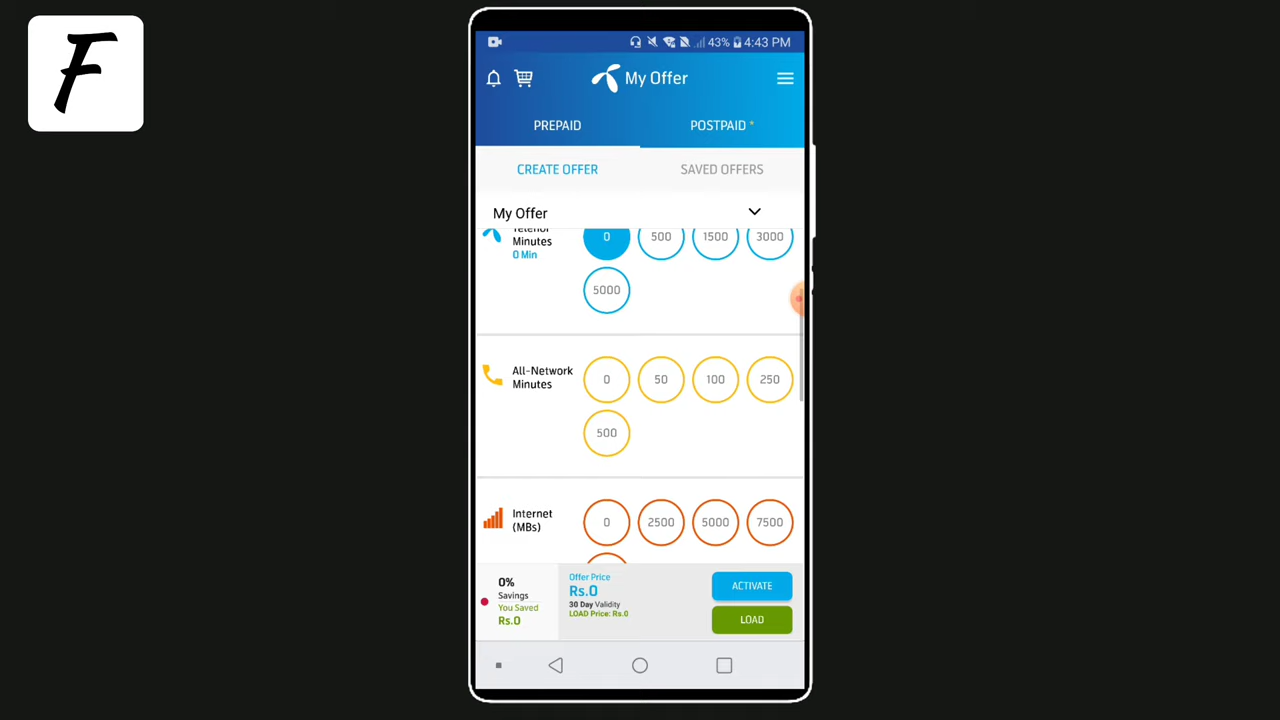 F
43% 4:43 PM
My Offer
PREPAID
POSTPAID *
CREATE OFFER
SAVED OFFERS
My Offer
Telenor
Minutes
0 Min
0
500
1500
3000
5000
All-Network
Minutes
0
50
100
250
500
Internet
(MBs)
0
2500
5000
7500
0%
Savings
You Saved
Rs.0
Offer Price
Rs.0
30 Day Validity
LOAD Price: Rs.0
ACTIVATE
LOAD